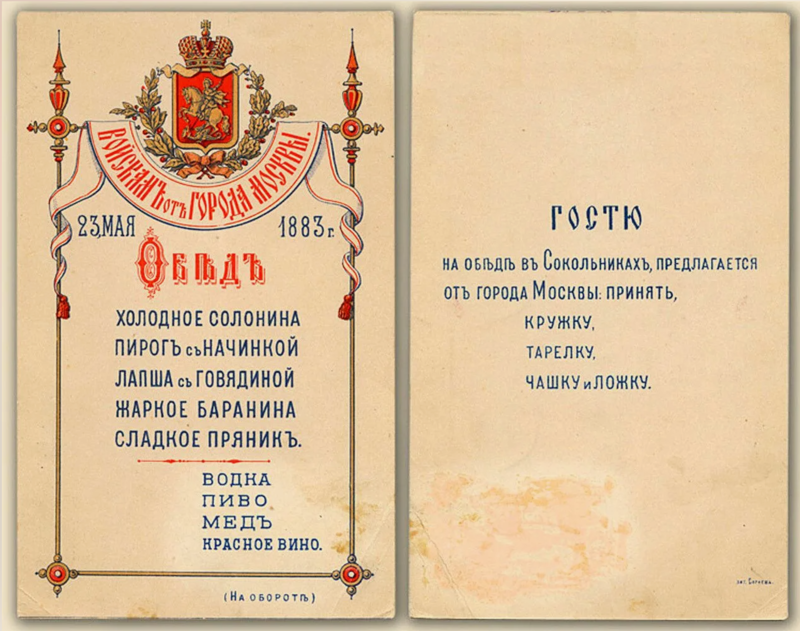 ВОЙСКАМЪ отъ ГОРОДА МОСКВЫ.
23 МАЯ 1883 г.
ОБѢДЪ
ХОЛОДНОЕ СОЛОНИНА
ПИРОГЪ съ НАЧИНКОЙ
ЛАПША съ ГОВЯДИНОЙ
ЖАРКОЕ БАРАНИНА
СЛАДКОЕ ПРЯНИКЪ.
ВОДКА
ПИВО
МЕДЪ
КРАСНОЕ ВИНО.
(НА ОБОРОТѢ)
ГОСТЮ
НА ОБѢДѢ ВЪ СОКОЛЬНИКАХЪ, ПРЕДЛАГАЕТСЯ
ОТЪ ГОРОДА МОСКВЫ: ПРИНЯТЬ,
КРУЖКУ,
ТАРЕЛКУ,
ЧАШКУ и ЛОЖКУ.